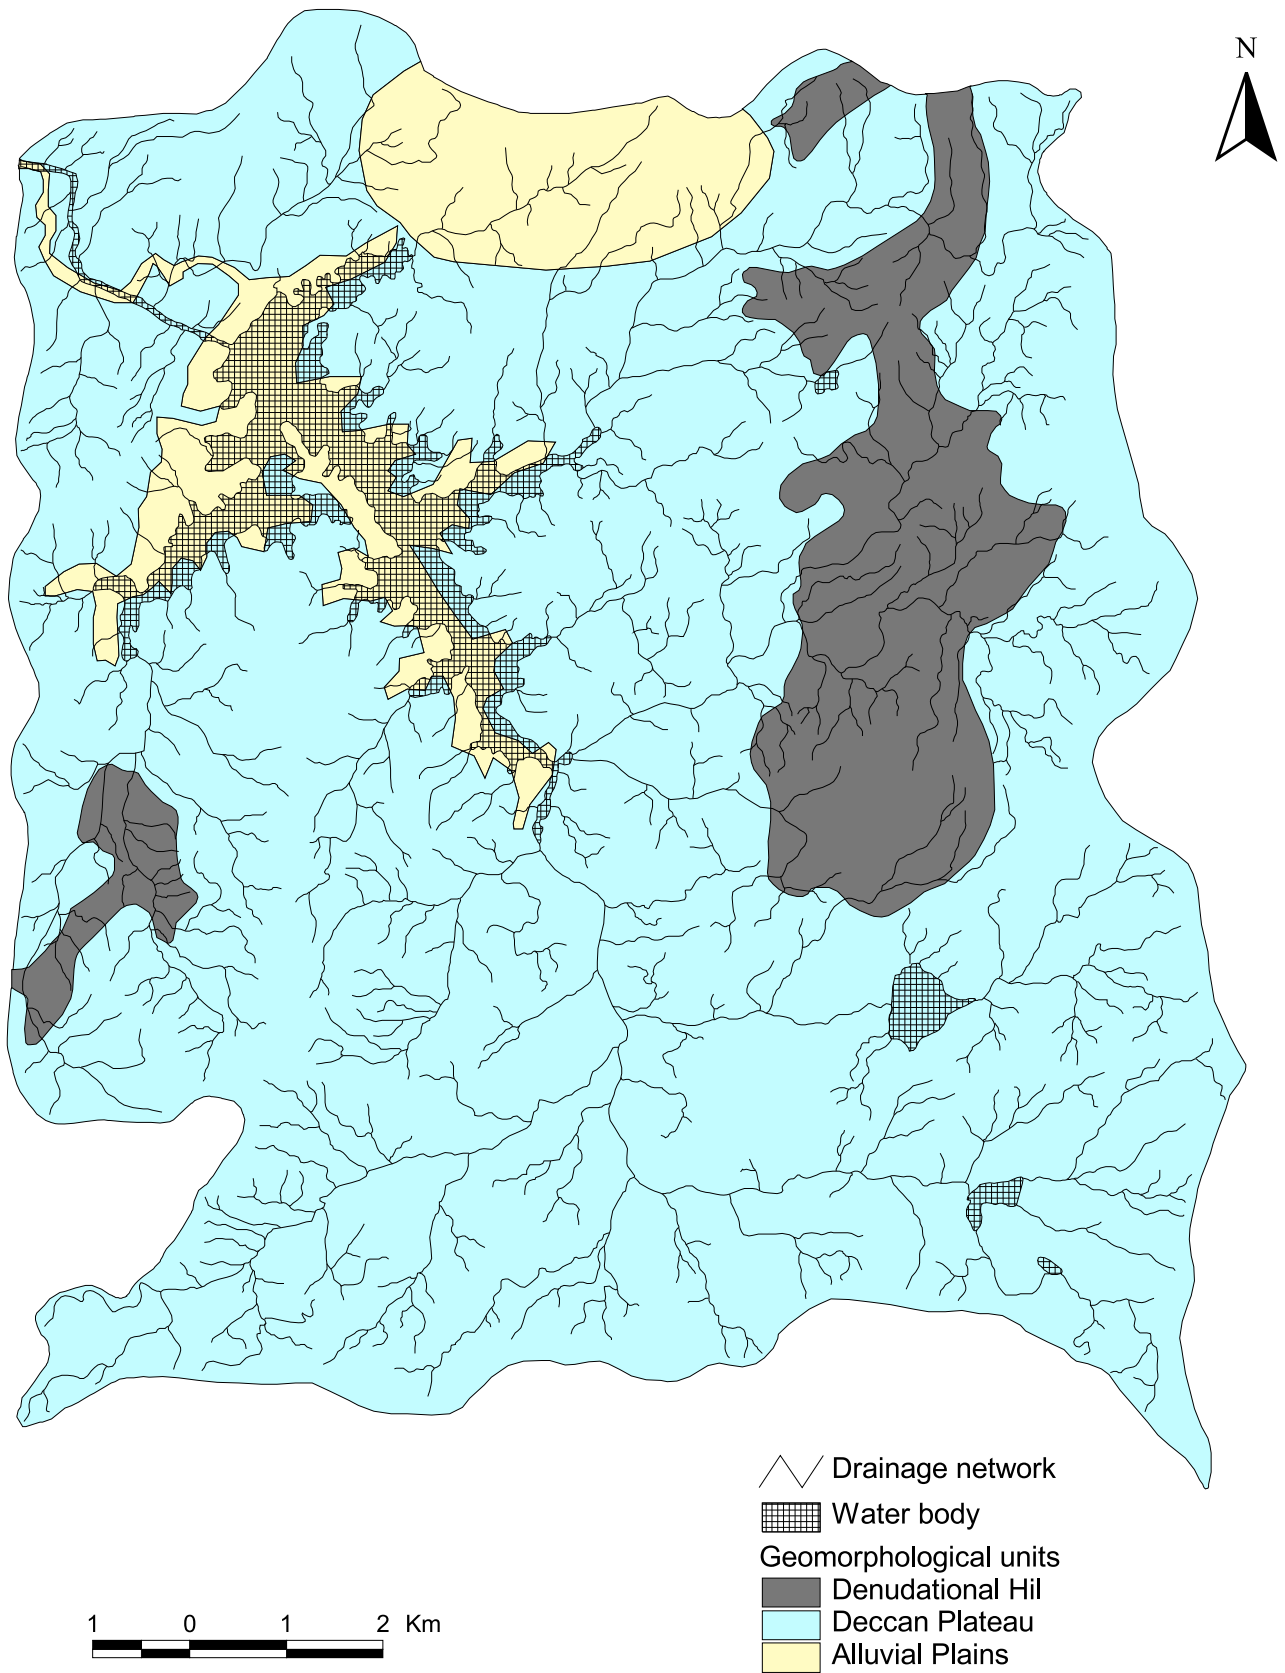 N
Drainage network
Water body
Geomorphological units
Denudational Hil
Deccan Plateau
Alluvial Plains
1 0 1 2 Km